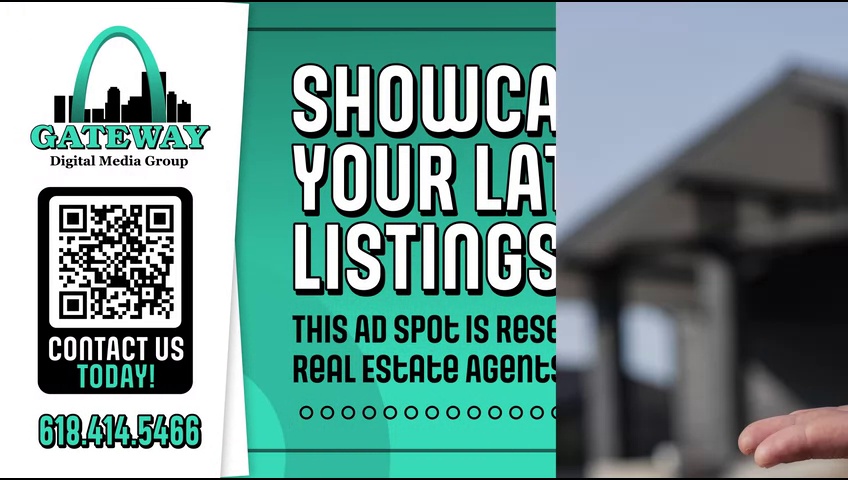 GATEWAY
Digital Media Group
CONTACT US
TODAY!
618.414.5466
SHOWCA
YOUR LAT
LISTINGS
THIS AD SPOT IS RESE
REAL ESTATE AGENTS